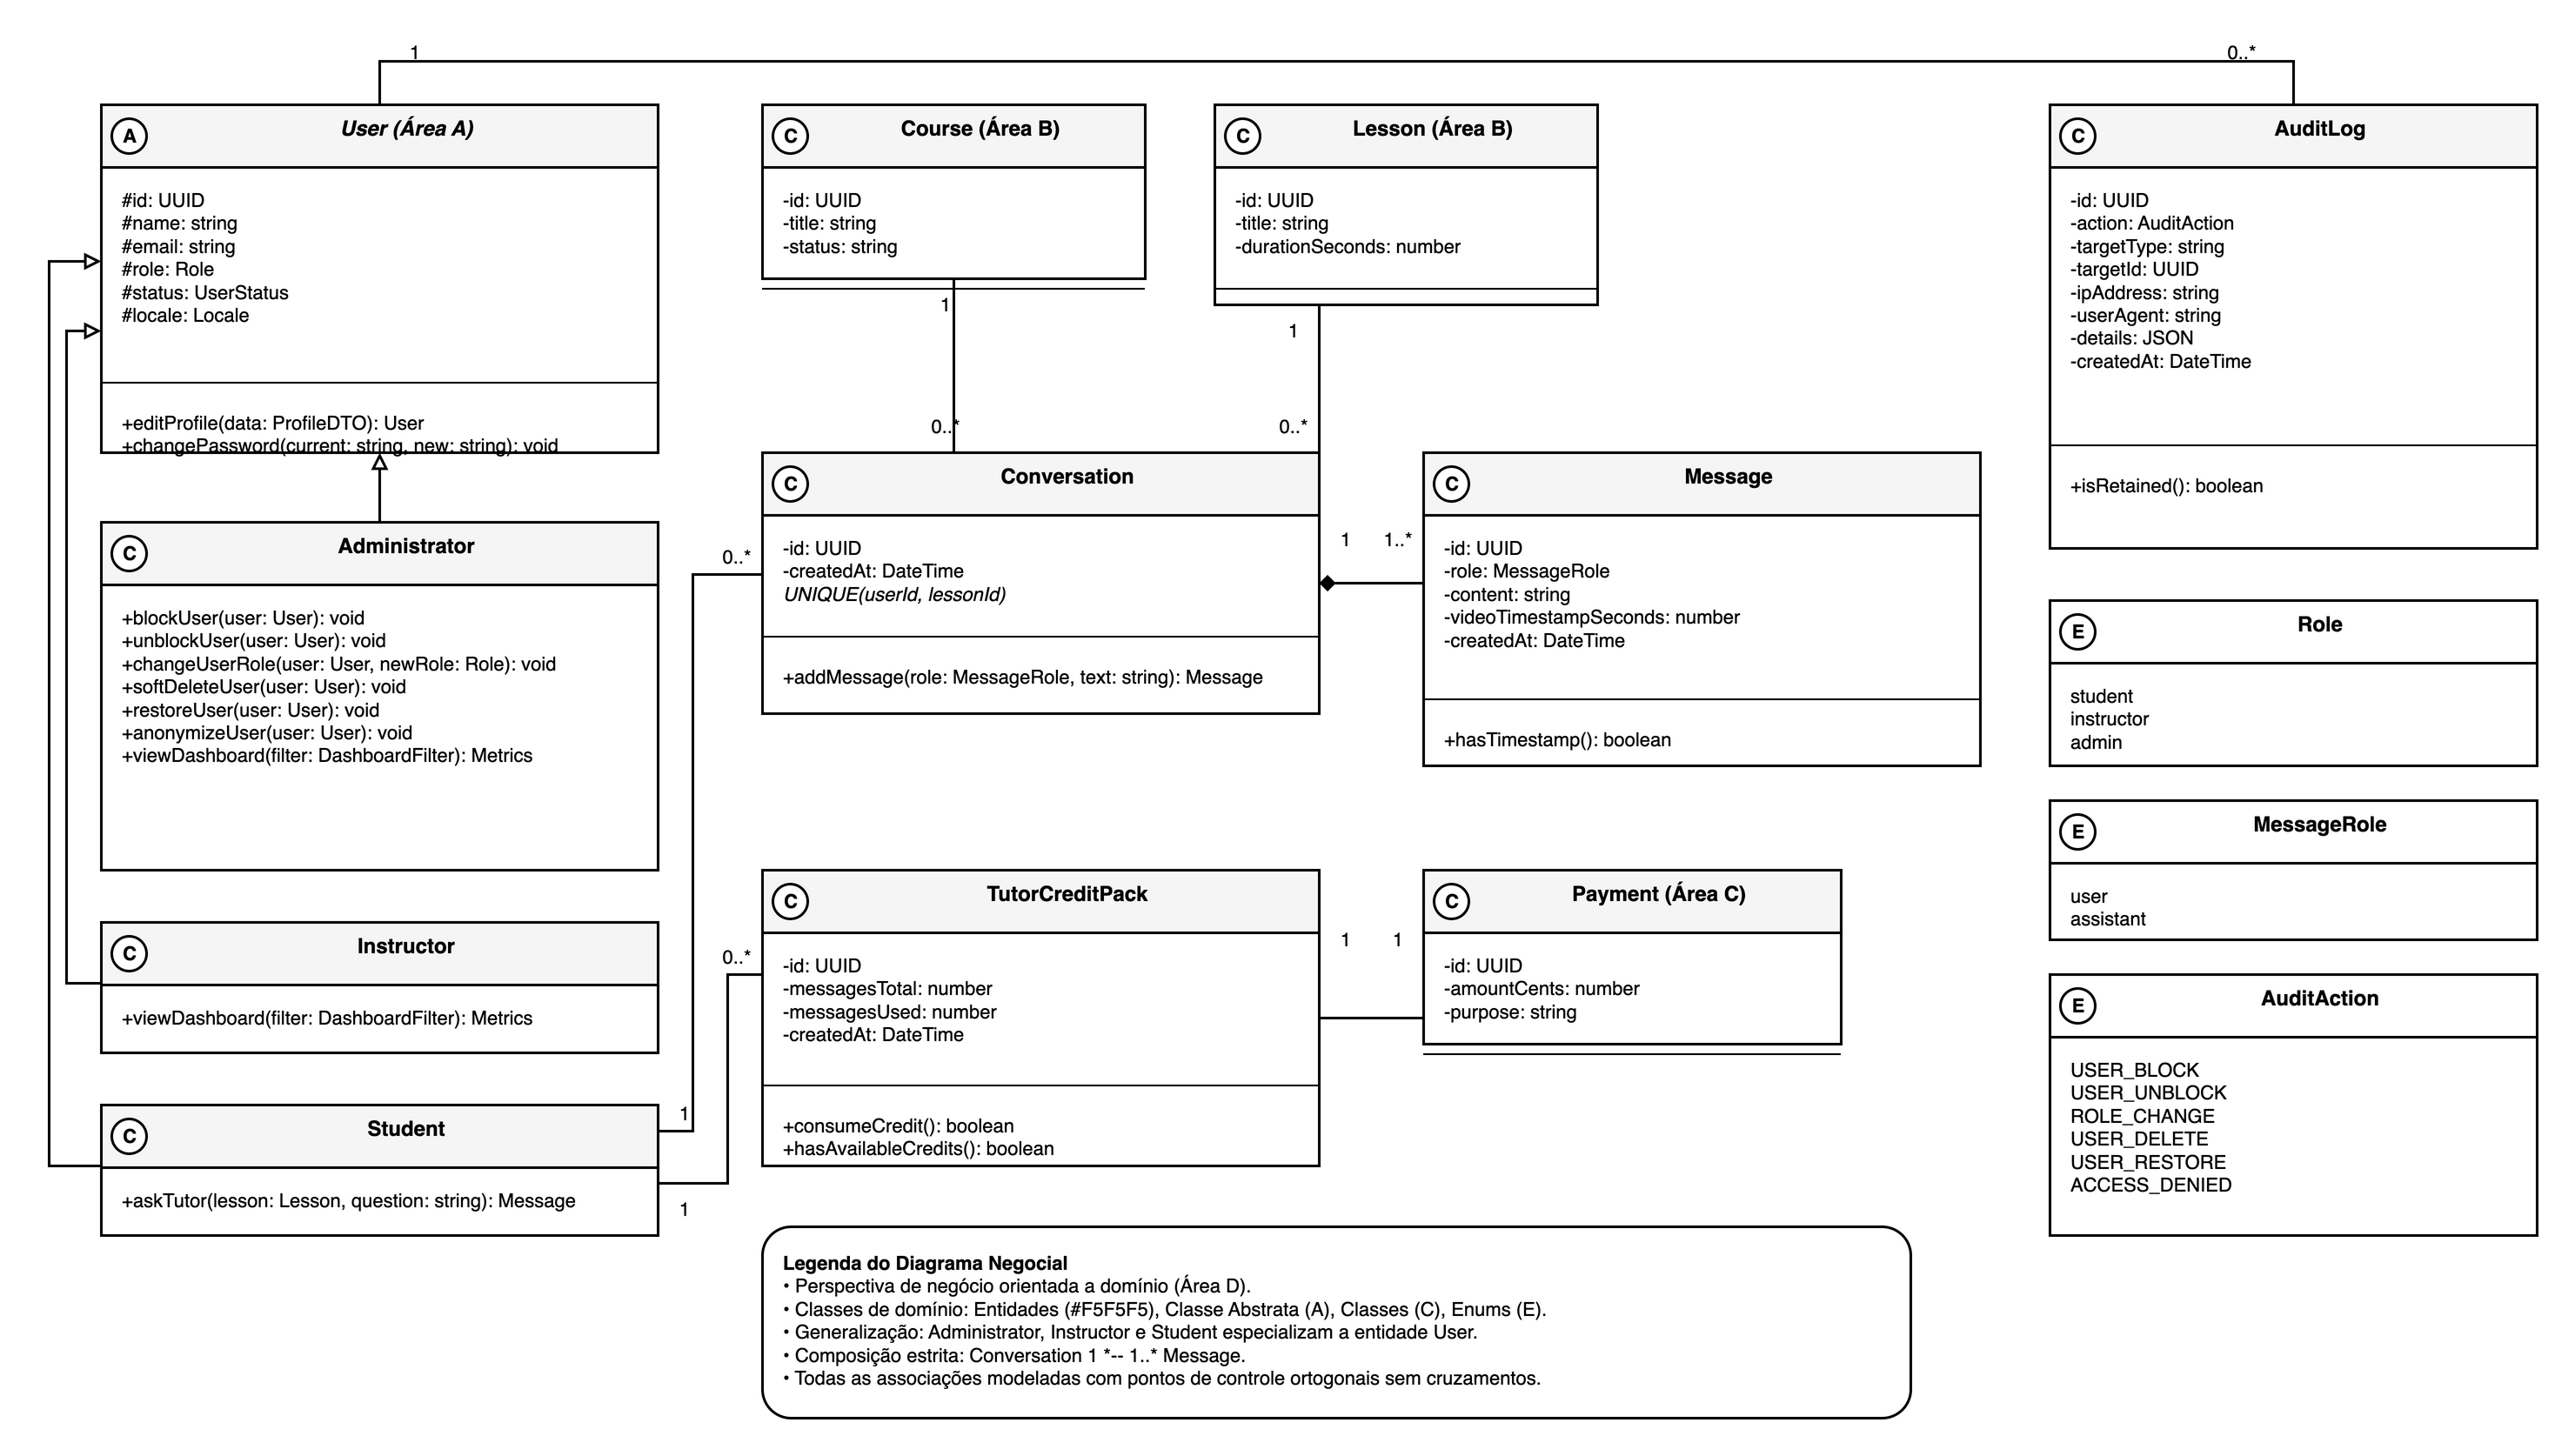 1
0..*
A
User (Área A)
#id: UUID
#name: string
#email: string
#role: Role
#status: UserStatus
#locale: Locale
+editProfile(data: ProfileDTO): User
+changePassword(current: string, new: string): void
C
Course (Área B)
-id: UUID
-title: string
-status: string
1
0..*
C
Lesson (Área B)
-id: UUID
-title: string
-durationSeconds: number
1
0..*
C
AuditLog
-id: UUID
-action: AuditAction
-targetType: string
-targetId: UUID
-ipAddress: string
-userAgent: string
-details: JSON
-createdAt: DateTime
+isRetained(): boolean
C
Administrator
+blockUser(user: User): void
+unblockUser(user: User): void
+changeUserRole(user: User, newRole: Role): void
+softDeleteUser(user: User): void
+restoreUser(user: User): void
+anonymizeUser(user: User): void
+viewDashboard(filter: DashboardFilter): Metrics
0..*
C
Conversation
-id: UUID
-createdAt: DateTime
UNIQUE(userId, lessonId)
+addMessage(role: MessageRole, text: string): Message
1
1..*
C
Message
-id: UUID
-role: MessageRole
-content: string
-videoTimestampSeconds: number
-createdAt: DateTime
+hasTimestamp(): boolean
E
Role
student
instructor
admin
E
MessageRole
user
assistant
C
Instructor
+viewDashboard(filter: DashboardFilter): Metrics
0..*
C
TutorCreditPack
-id: UUID
-messagesTotal: number
-messagesUsed: number
-createdAt: DateTime
+consumeCredit(): boolean
+hasAvailableCredits(): boolean
1
1
C
Payment (Área C)
-id: UUID
-amountCents: number
-purpose: string
E
AuditAction
USER_BLOCK
USER_UNBLOCK
ROLE_CHANGE
USER_DELETE
USER_RESTORE
ACCESS_DENIED
C
Student
+askTutor(lesson: Lesson, question: string): Message
1
1
Legenda do Diagrama Negocial
• Perspectiva de negócio orientada a domínio (Área D).
• Classes de domínio: Entidades (#F5F5F5), Classe Abstrata (A), Classes (C), Enums (E).
• Generalização: Administrator, Instructor e Student especializam a entidade User.
• Composição estrita: Conversation 1 *-- 1..* Message.
• Todas as associações modeladas com pontos de controle ortogonais sem cruzamentos.